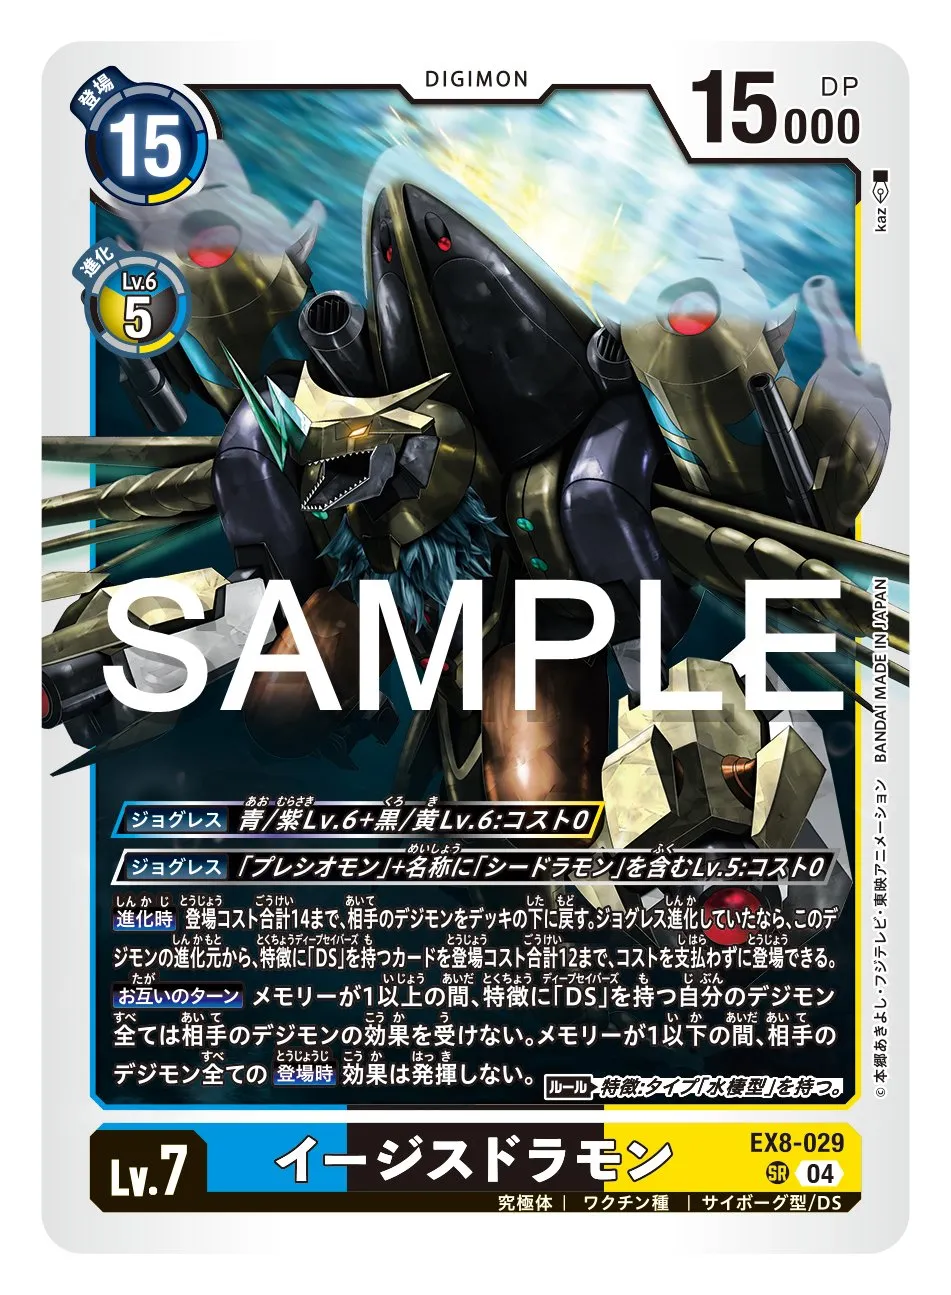 DIGIMON
登場
15
15000
DP
kaz
進化
Lv.6
5
SAMPLE
BANDAI MADE IN JAPAN
© 本郷あきよし・フジテレビ・東映アニメーション
ジョグレス 青/紫Lv.6+黒/黄Lv.6:コスト0
ジョグレス 「プレシオモン」+名称に「シードラモン」を含むLv.5:コスト0
進化時 登場コスト合計14まで、相手のデジモンをデッキの下に戻す。ジョグレス進化していたなら、このデ
ジモンの進化元から、特徴に「DS」を持つカードを登場コスト合計12まで、コストを支払わずに登場できる。
お互いのターン メモリーが1以上の間、特徴に「DS」を持つ自分のデジモン
全ては相手のデジモンの効果を受けない。メモリーが1以下の間、相手の
デジモン全ての 登場時 効果は発揮しない。 ルール 特徴:タイプ「水棲型」を持つ。
Lv.7
イージスドラモン
EX8-029
SR 04
究極体 | ワクチン種 | サイボーグ型/DS